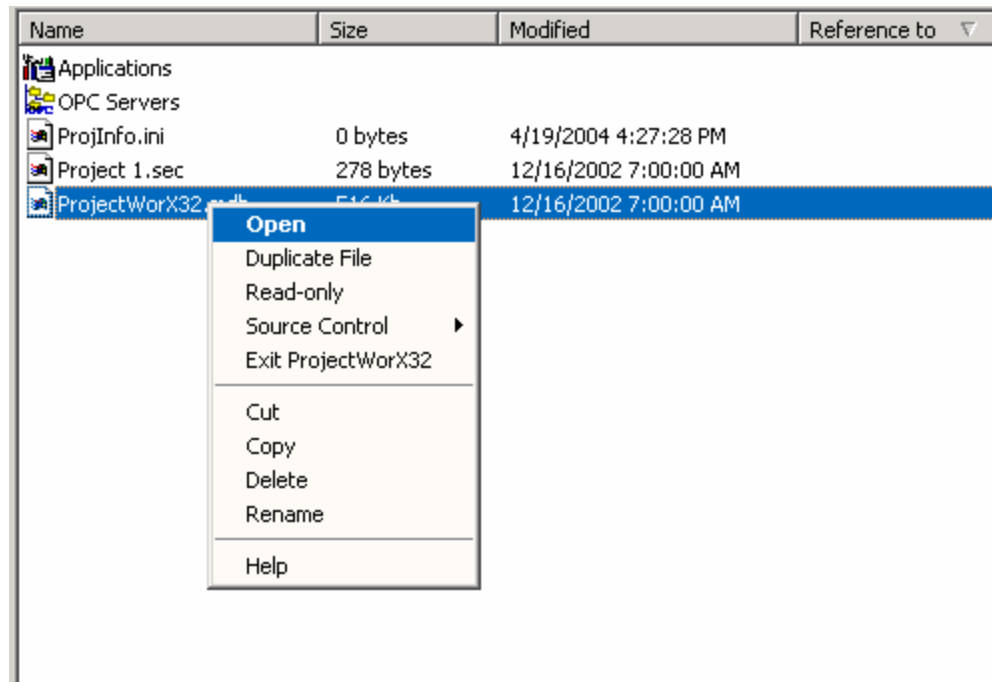 Name Size Modified Reference to
Applications
OPC Servers
ProjInfo.ini 0 bytes 4/19/2004 4:27:28 PM
Project 1.sec 278 bytes 12/16/2002 7:00:00 AM
12/16/2002 7:00:00 AM
Open
Duplicate File
Read-only
Source Control
Exit ProjectWorX32
Cut
Copy
Delete
Rename
Help